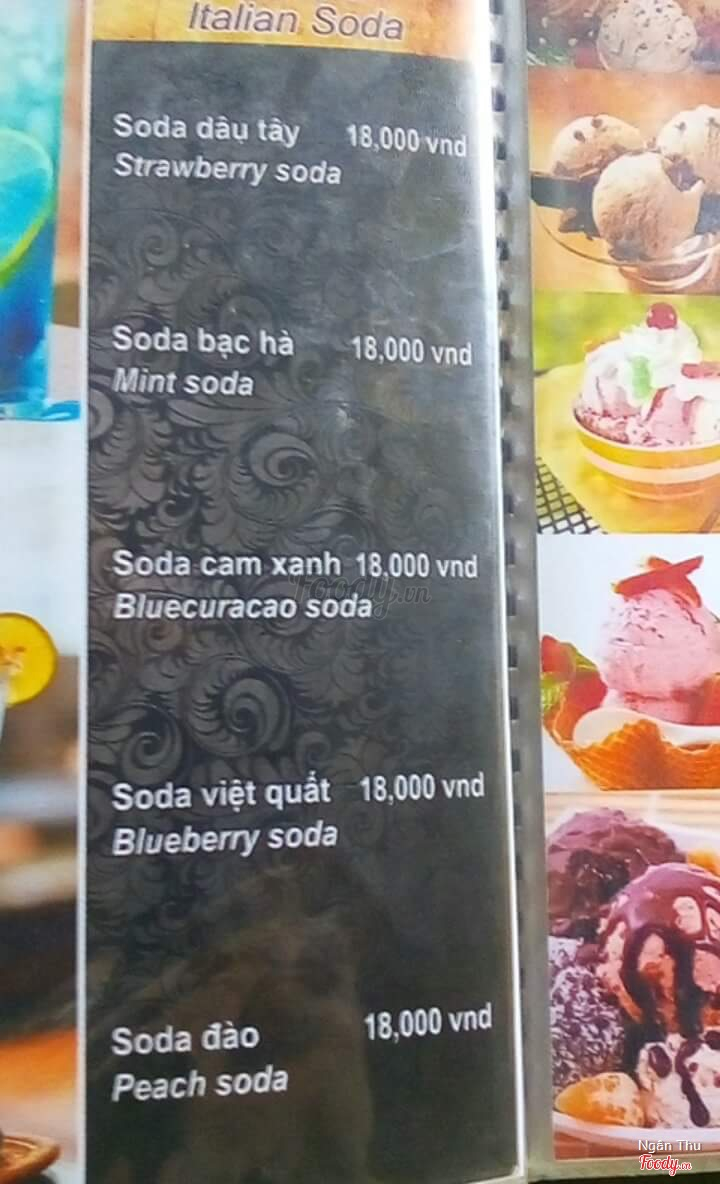 Italian Soda
Soda dâu tây 18,000 vnd
Strawberry soda
Soda bạc hà 18,000 vnd
Mint soda
Soda cam xanh 18,000 vnd
Bluecuracao soda
Foody.vn
Soda việt quất 18,000 vnd
Blueberry soda
Soda đào 18,000 vnd
Peach soda
Ngân Thu
Foody.vn